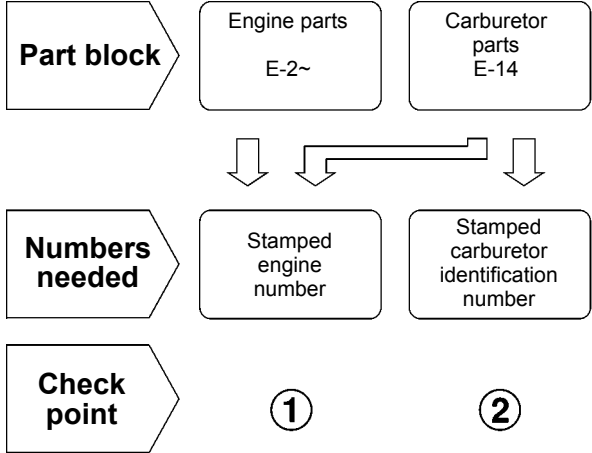 Part block
Engine parts
E-2~
Carburetor
parts
E-14
Numbers
needed
Stamped
engine
number
Stamped
carburetor
identification
number
Check
point
①
②